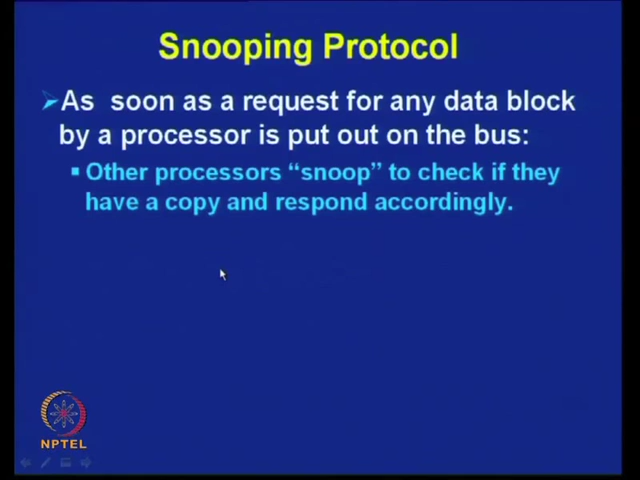 Snooping Protocol
As soon as a request for any data block
by a processor is put out on the bus:
Other processors “snoop” to check if they
have a copy and respond accordingly.
NPTEL